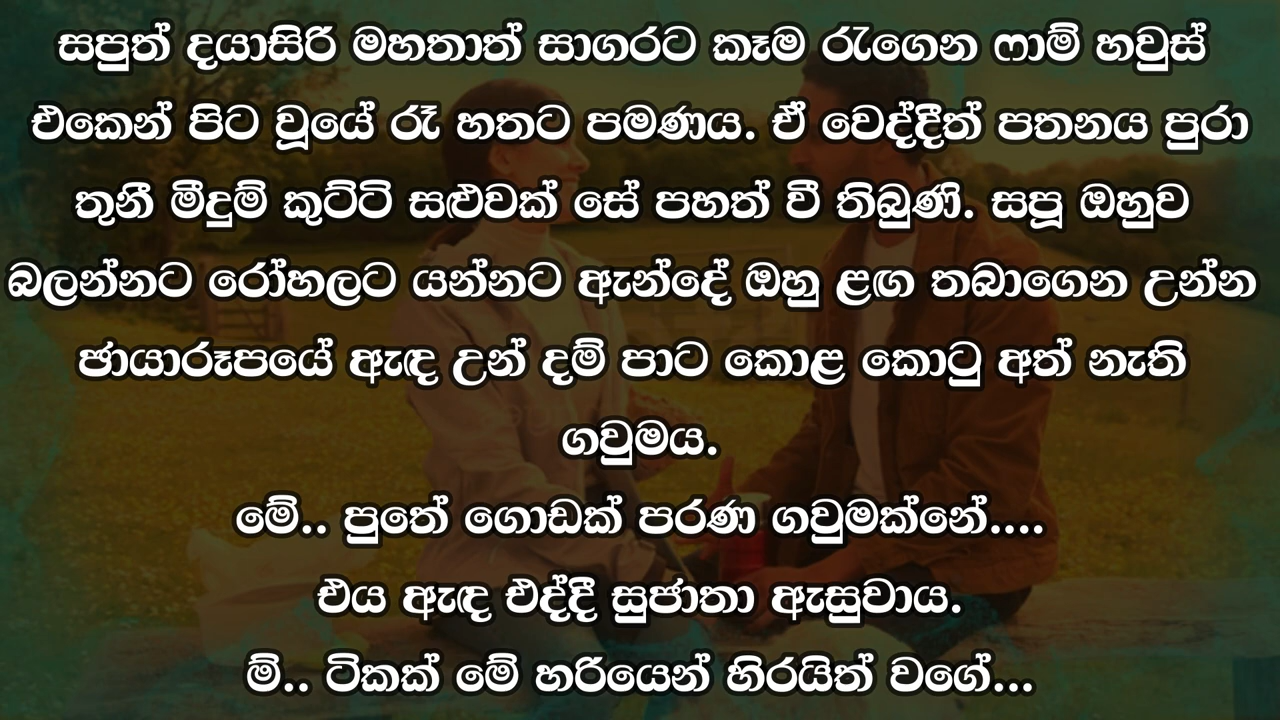 සපුත් දයාසිරි මහතාත් සාගරට කෑම රැගෙන ෆාම් හවුස්
එකෙන් පිට වූයේ රෑ හතට පමණය. ඒ වෙද්දීත් පතනය පුරා
තුනී මීදුම් කුට්ටි සළුවක් සේ පහත් වී තිබුණි. සපූ ඔහුව
බලන්නට රෝහලට යන්නට ඇන්දේ ඔහු ළඟ තබාගෙන උන්න
ඡායාරූපයේ ඇඳ උන් දම් පාට කොළ කොටු අත් නැති
ගවුමය.
මේ.. පුතේ ගොඩක් පරණ ගවුමක්නේ....
එය ඇඳ එද්දී සුජාතා ඇසුවාය.
ම්.. ටිකක් මේ හරියෙන් හිරයිත් වගේ...